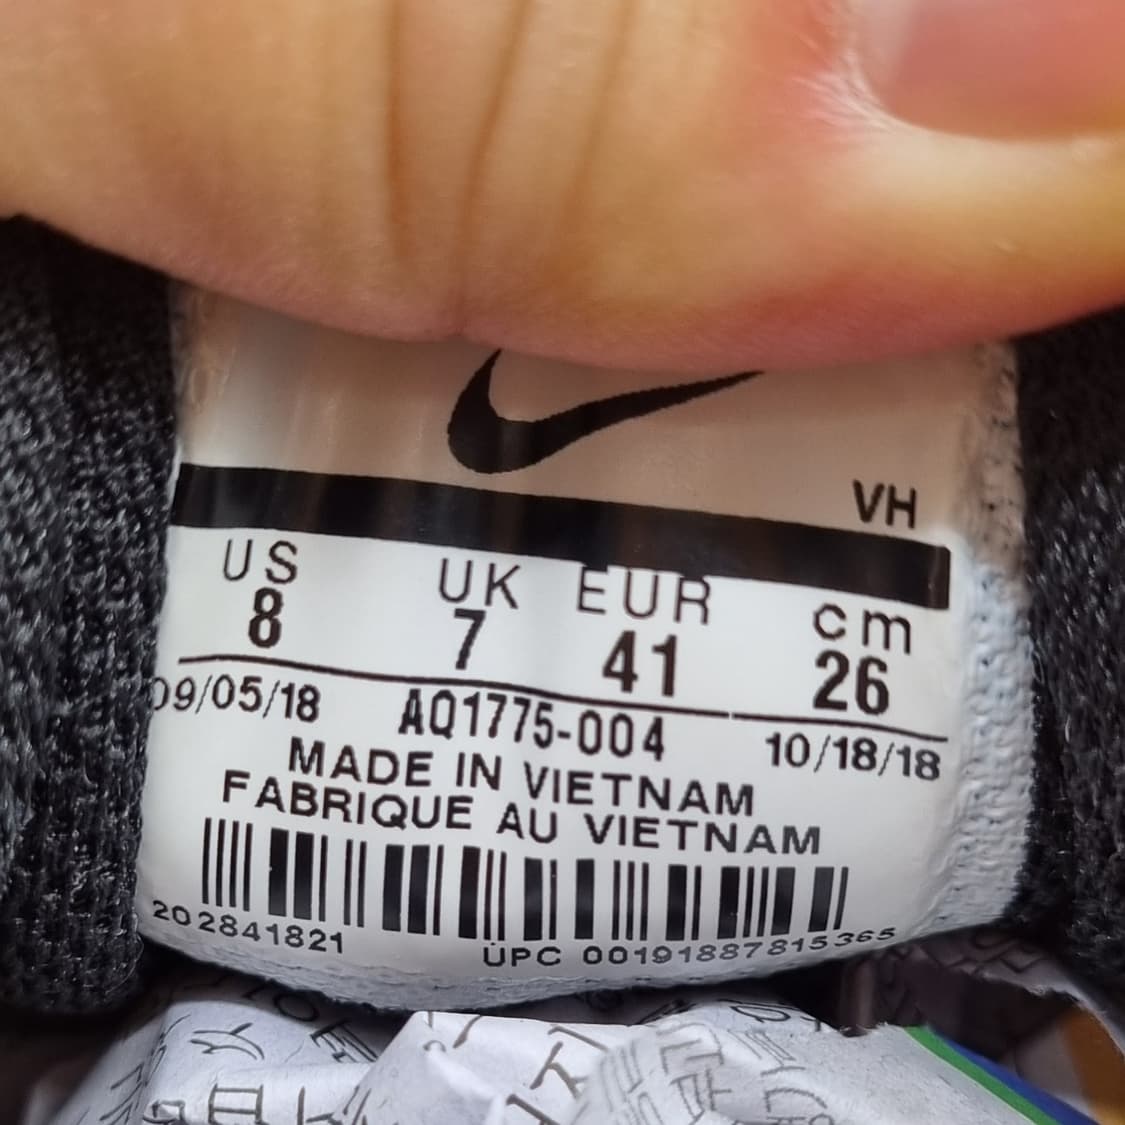 VH
US UK EUR cm
8 7 41 26
09/05/18 AQ1775-004 10/18/18
MADE IN VIETNAM
FABRIQUE AU VIETNAM
202841821 UPC 00191887815365